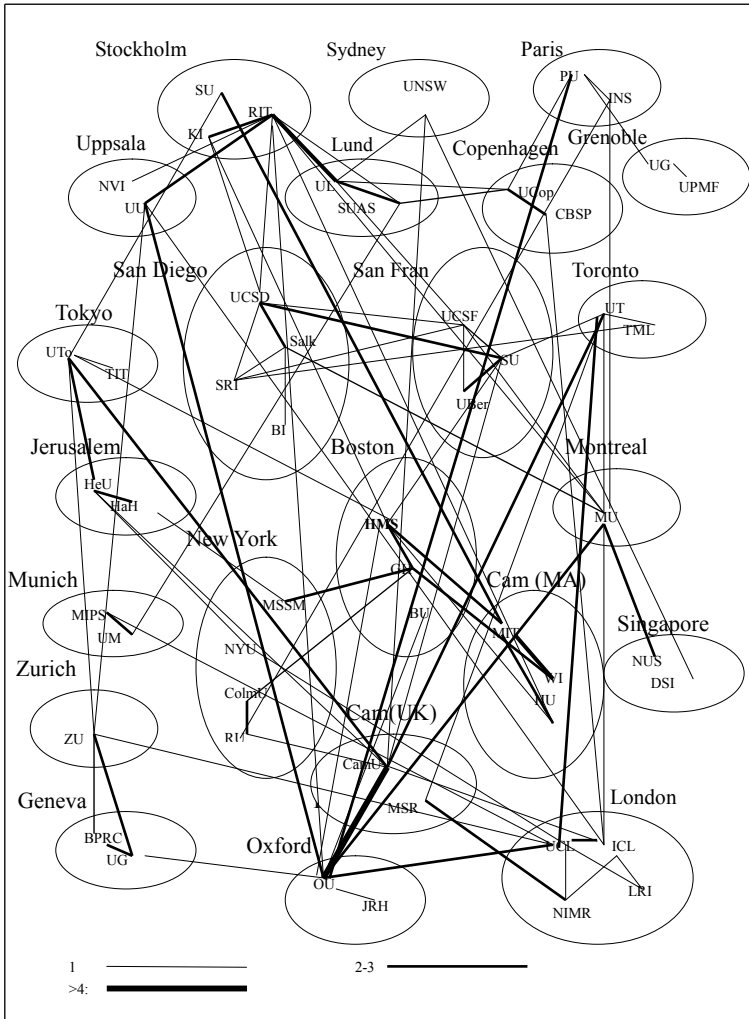 Stockholm
Sydney
Paris
SU
UNSW
PU
INS
RIT
KI
Uppsala
Lund
Copenhagen
Grenoble
NVI
UL
UCop
UG
UPMF
UU
SUAS
CBSP
San Diego
San Fran
Toronto
Tokyo
UCSD
UCSF
UT
TML
UTo
TIT
Salk
SU
SRI
UBer
BI
Jerusalem
Boston
Montreal
HeU
HaH
HMS
MU
New York
Munich
GH
Cam (MA)
MIPS
UM
MSSM
BU
MIT
Singapore
NYU
NUS
DSI
Zurich
WI
ColmU
HU
ZU
RU
Cam(UK)
CamU
Geneva
MSR
London
BPRC
UG
Oxford
UCL
ICL
OU
JRH
NIMR
LRI
1
2-3
>4: